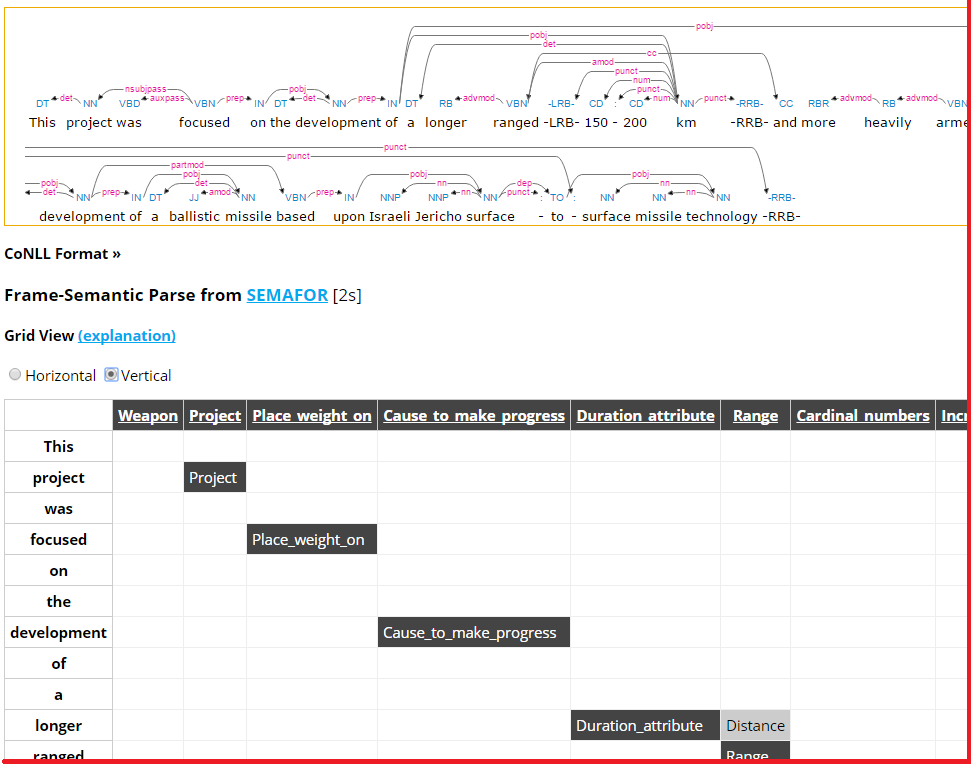 pobj
pobj
det
cc
amod
punct
nsubjpass pobj num
auxpass punct
DT det NN VBD VBN prep IN DT det NN prep IN DT RB advmod VBN -LRB- CD : CD num NN punct -RRB- CC RBR advmod RB advmod VBN
This project was focused on the development of a longer ranged -LRB- 150 - 200 km -RRB- and more heavily arme
punct
punct
partmod
pobj pobj pobj
pobj det nn dep nn
det NN prep IN DT JJ amod NN VBN prep IN NNP NNP nn NN punct : TO : NN NN nn NN -RRB-
development of a ballistic missile based upon Israeli Jericho surface - to - surface missile technology -RRB-
CoNLL Format »
Frame-Semantic Parse from SEMAFOR [2s]
Grid View (explanation)
Horizontal Vertical
Weapon Project Place weight on Cause to make progress Duration attribute Range Cardinal numbers Incr
This
project Project
was
focused Place_weight_on
on
the
development Cause_to_make_progress
of
a
longer Duration_attribute Distance
ranged Range